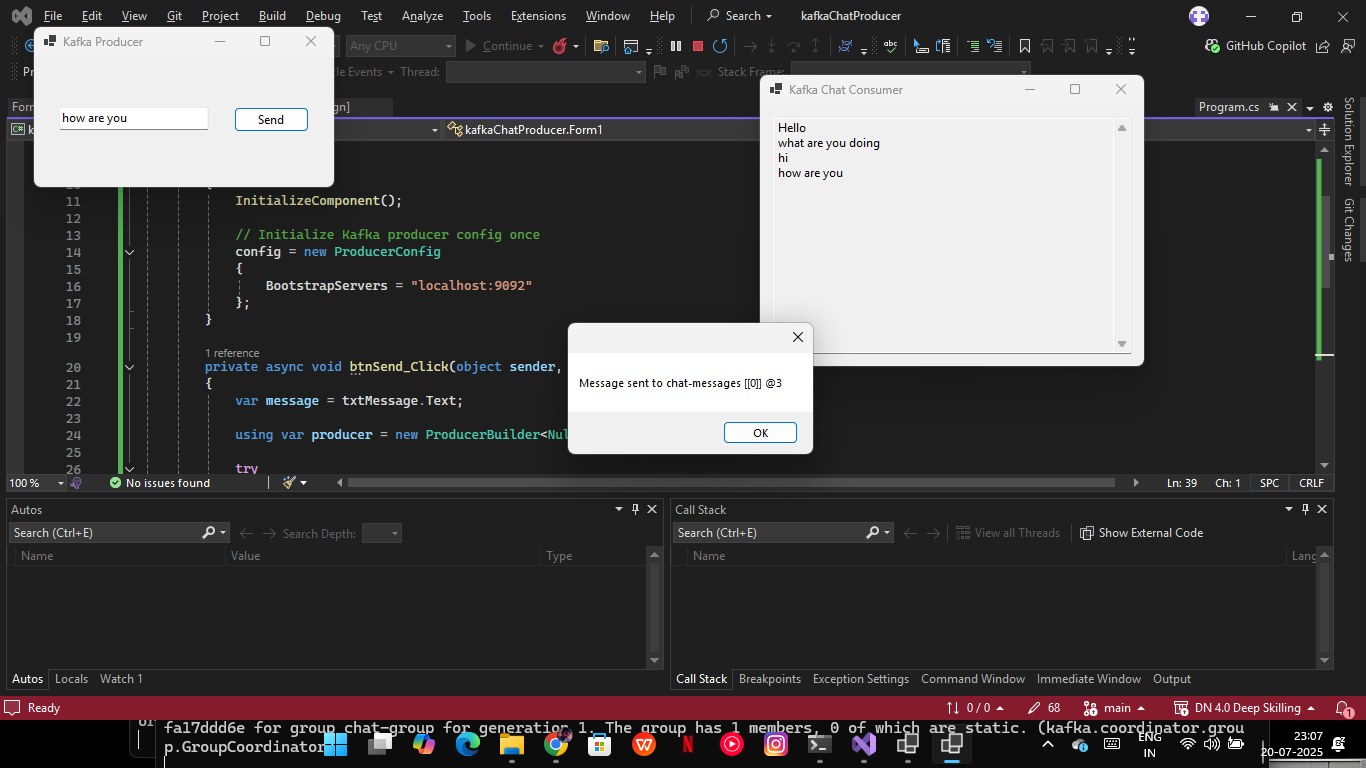 File Edit View Git Project Build Debug Test Analyze Tools Extensions Window Help Search kafkaChatProducer
Kafka Producer
Any CPU Continue GitHub Copilot
cle Events Thread: Stack Frame:
how are you Send
Kafka Chat Consumer
Hello
what are you doing
hi
how are you
Program.cs
kafkaChatProducer.Form1
Solution Explorer
Git Changes
11 InitializeComponent();
12
13 // Initialize Kafka producer config once
14 config = new ProducerConfig
15 {
16 BootstrapServers = "localhost:9092"
17 };
18 }
19
1 reference
20 private async void btnSend_Click(object sender,
21 {
22 var message = txtMessage.Text;
23
24 using var producer = new ProducerBuilder<Nul
25
26 try
Message sent to chat-messages [[0]] @3
OK
100 % No issues found Ln: 39 Ch: 1 SPC CRLF
Autos
Search (Ctrl+E) Search Depth:
Name Value Type
Autos Locals Watch 1
Call Stack
Search (Ctrl+E) View all Threads Show External Code
Name Lang
Call Stack Breakpoints Exception Settings Command Window Immediate Window Output
Ready 0 / 0 68 main DN 4.0 Deep Skilling 1
fa17ddd6e for group chat-group for generation 1. The group has 1 members, 0 of which are static. (kafka.coordinator.grou
p.GroupCoordinator
ENG
IN
23:07
20-07-2025